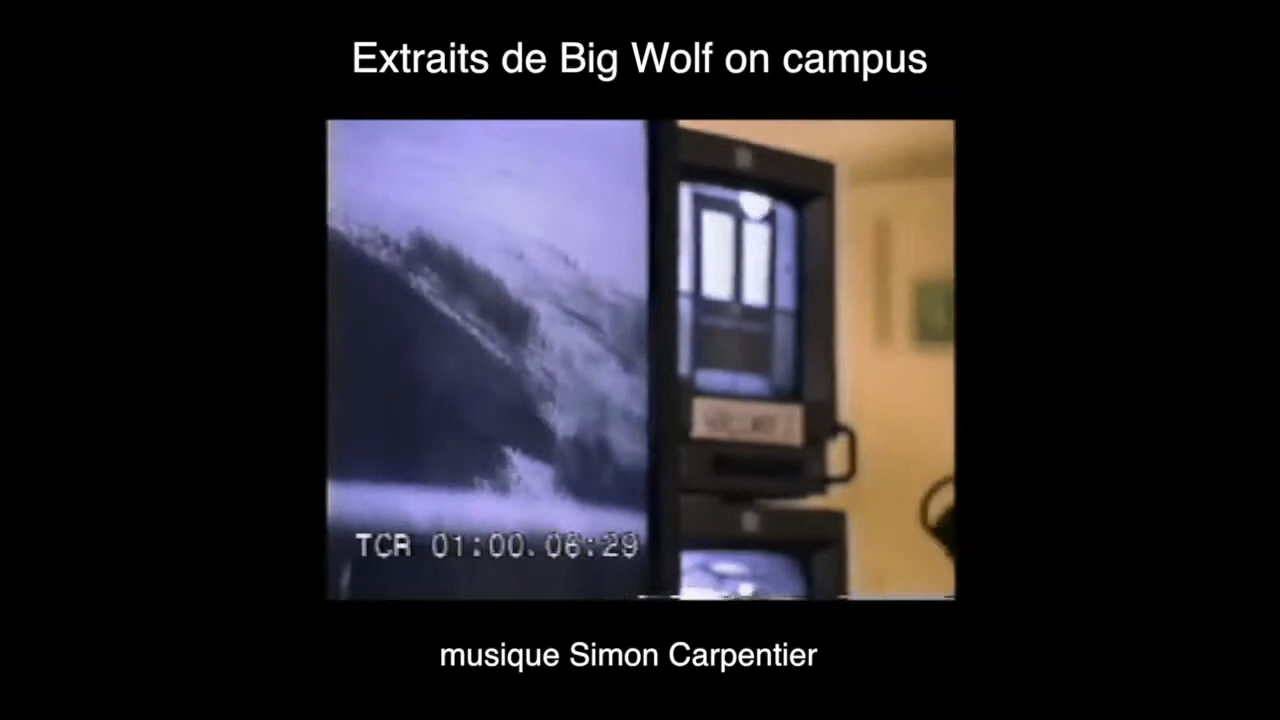 Extraits de Big Wolf on campus
TCR 01:00.06:29
musique Simon Carpentier